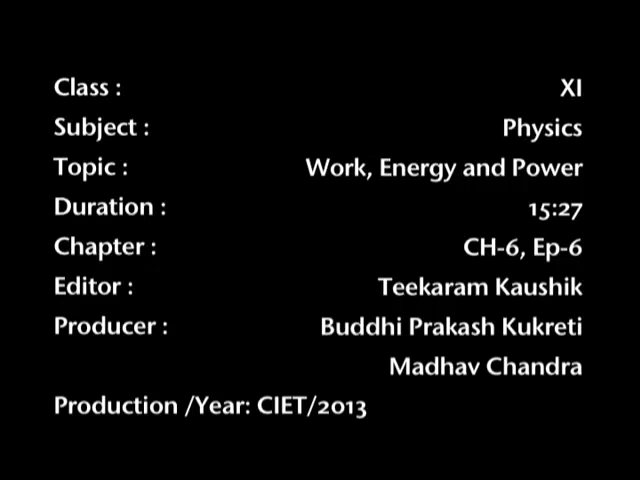 Class : XI
Subject : Physics
Topic : Work, Energy and Power
Duration : 15:27
Chapter : CH-6, Ep-6
Editor : Teekaram Kaushik
Producer : Buddhi Prakash Kukreti
Madhav Chandra
Production /Year: CIET/2013